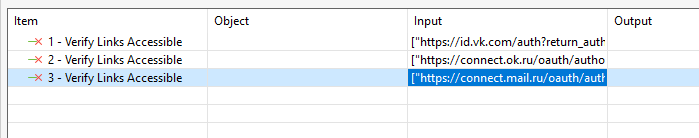 Item Object Input Output
1 - Verify Links Accessible ["https://id.vk.com/auth?return_auth
2 - Verify Links Accessible ["https://connect.ok.ru/oauth/autho
3 - Verify Links Accessible ["https://connect.mail.ru/oauth/auth